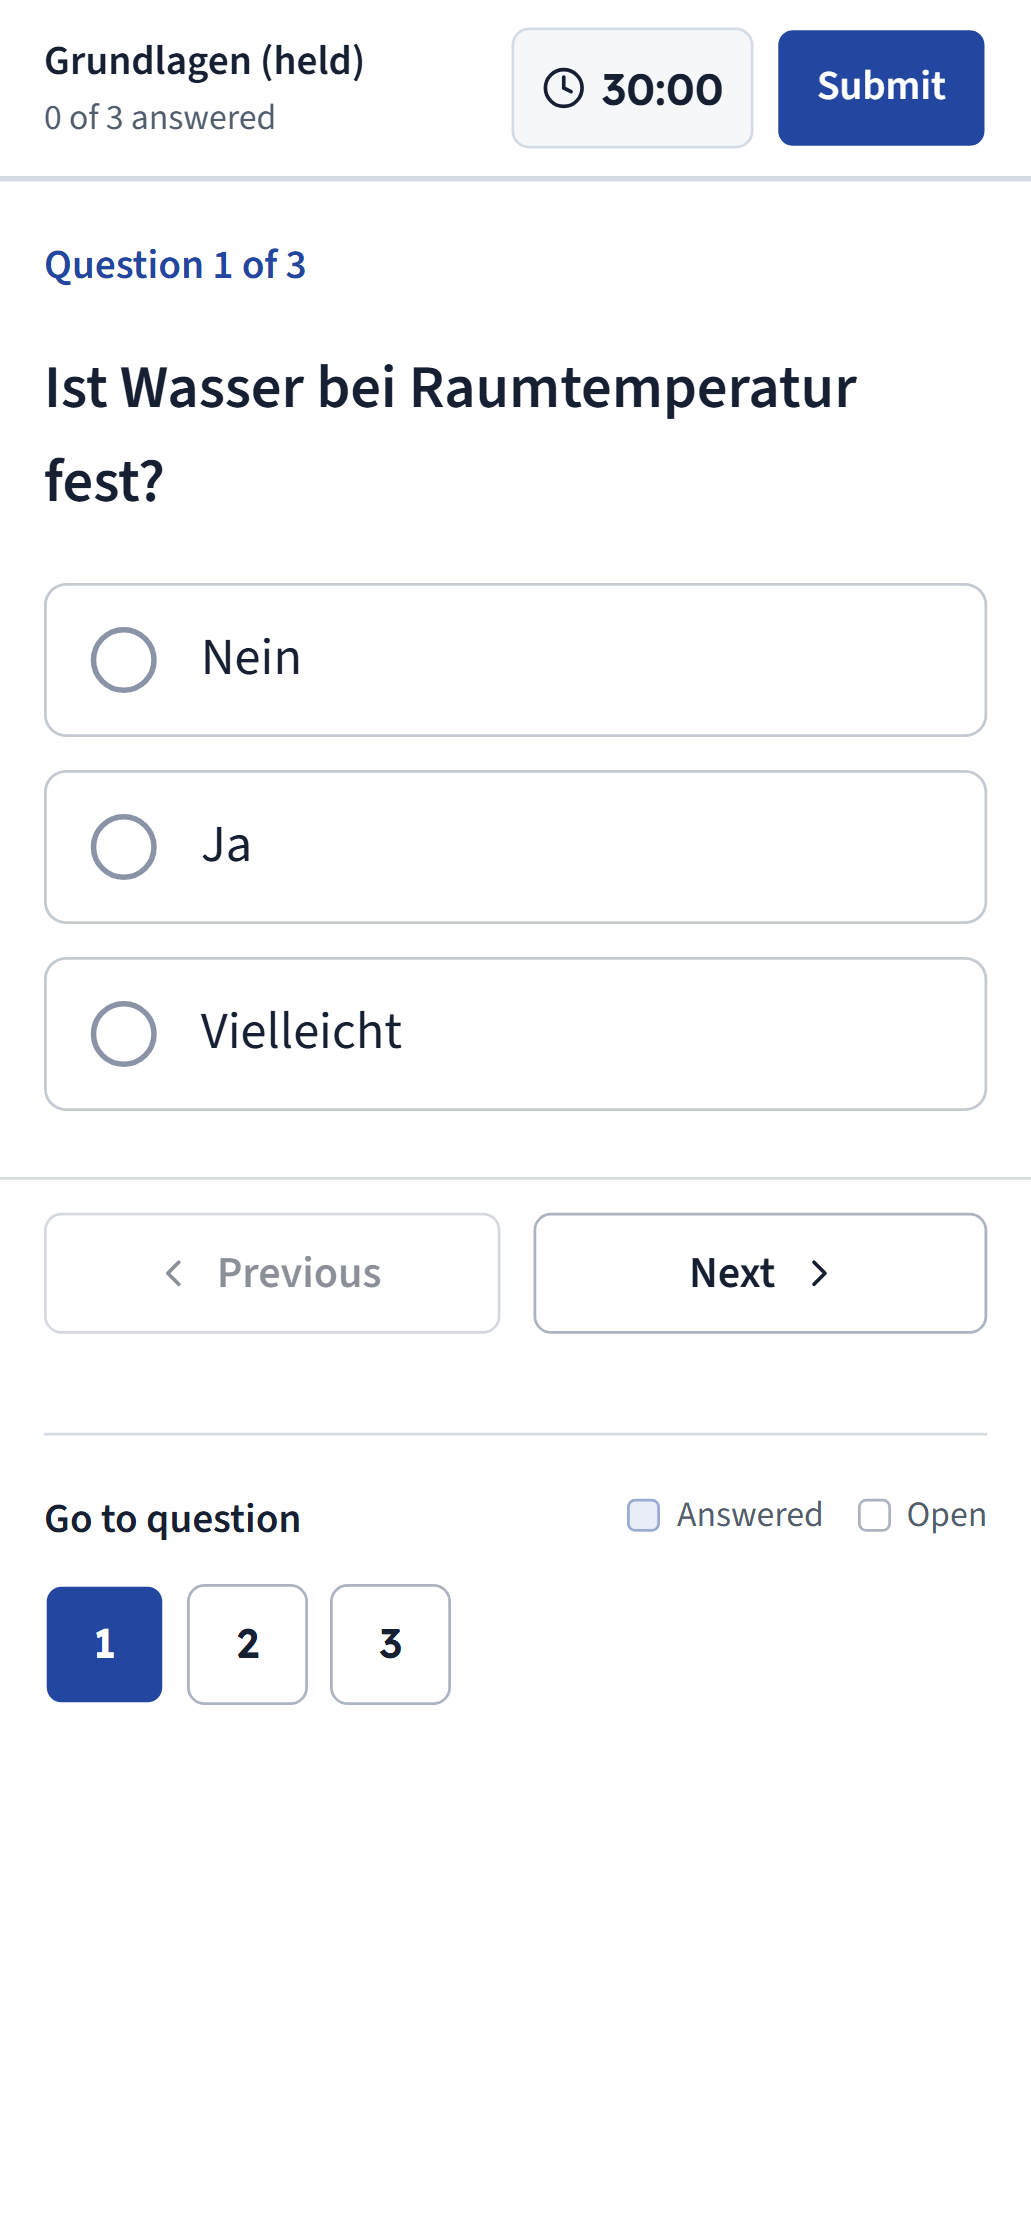 Grundlagen (held)
0 of 3 answered
30:00
Submit
Question 1 of 3
Ist Wasser bei Raumtemperatur
fest?
Nein
Ja
Vielleicht
Previous
Next
Go to question
Answered
Open
1
2
3